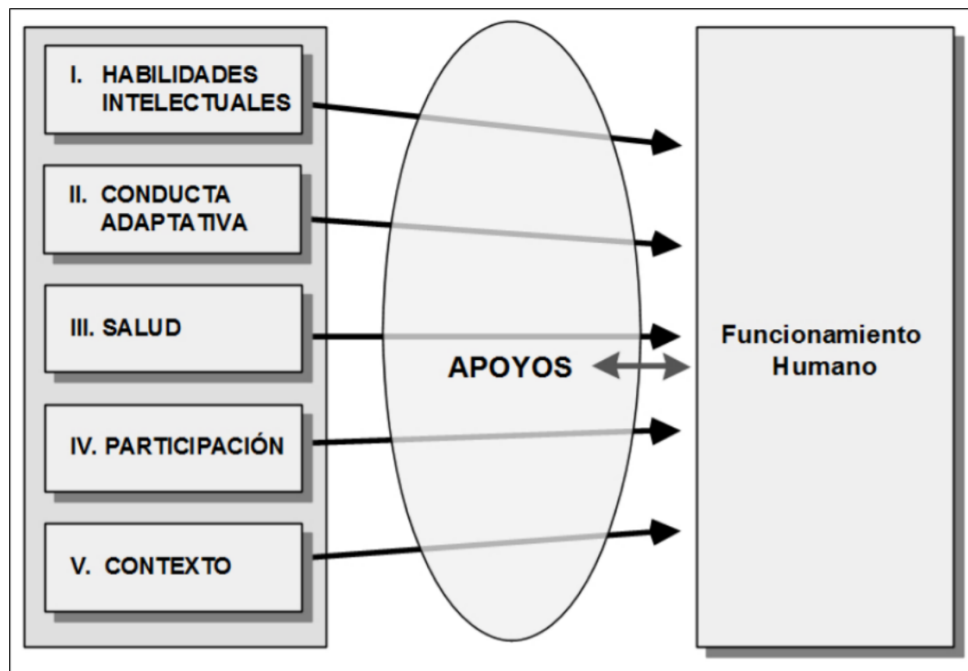 I. HABILIDADES
INTELECTUALES
II. CONDUCTA
ADAPTATIVA
III. SALUD
IV. PARTICIPACIÓN
V. CONTEXTO
APOYOS
Funcionamiento
Humano